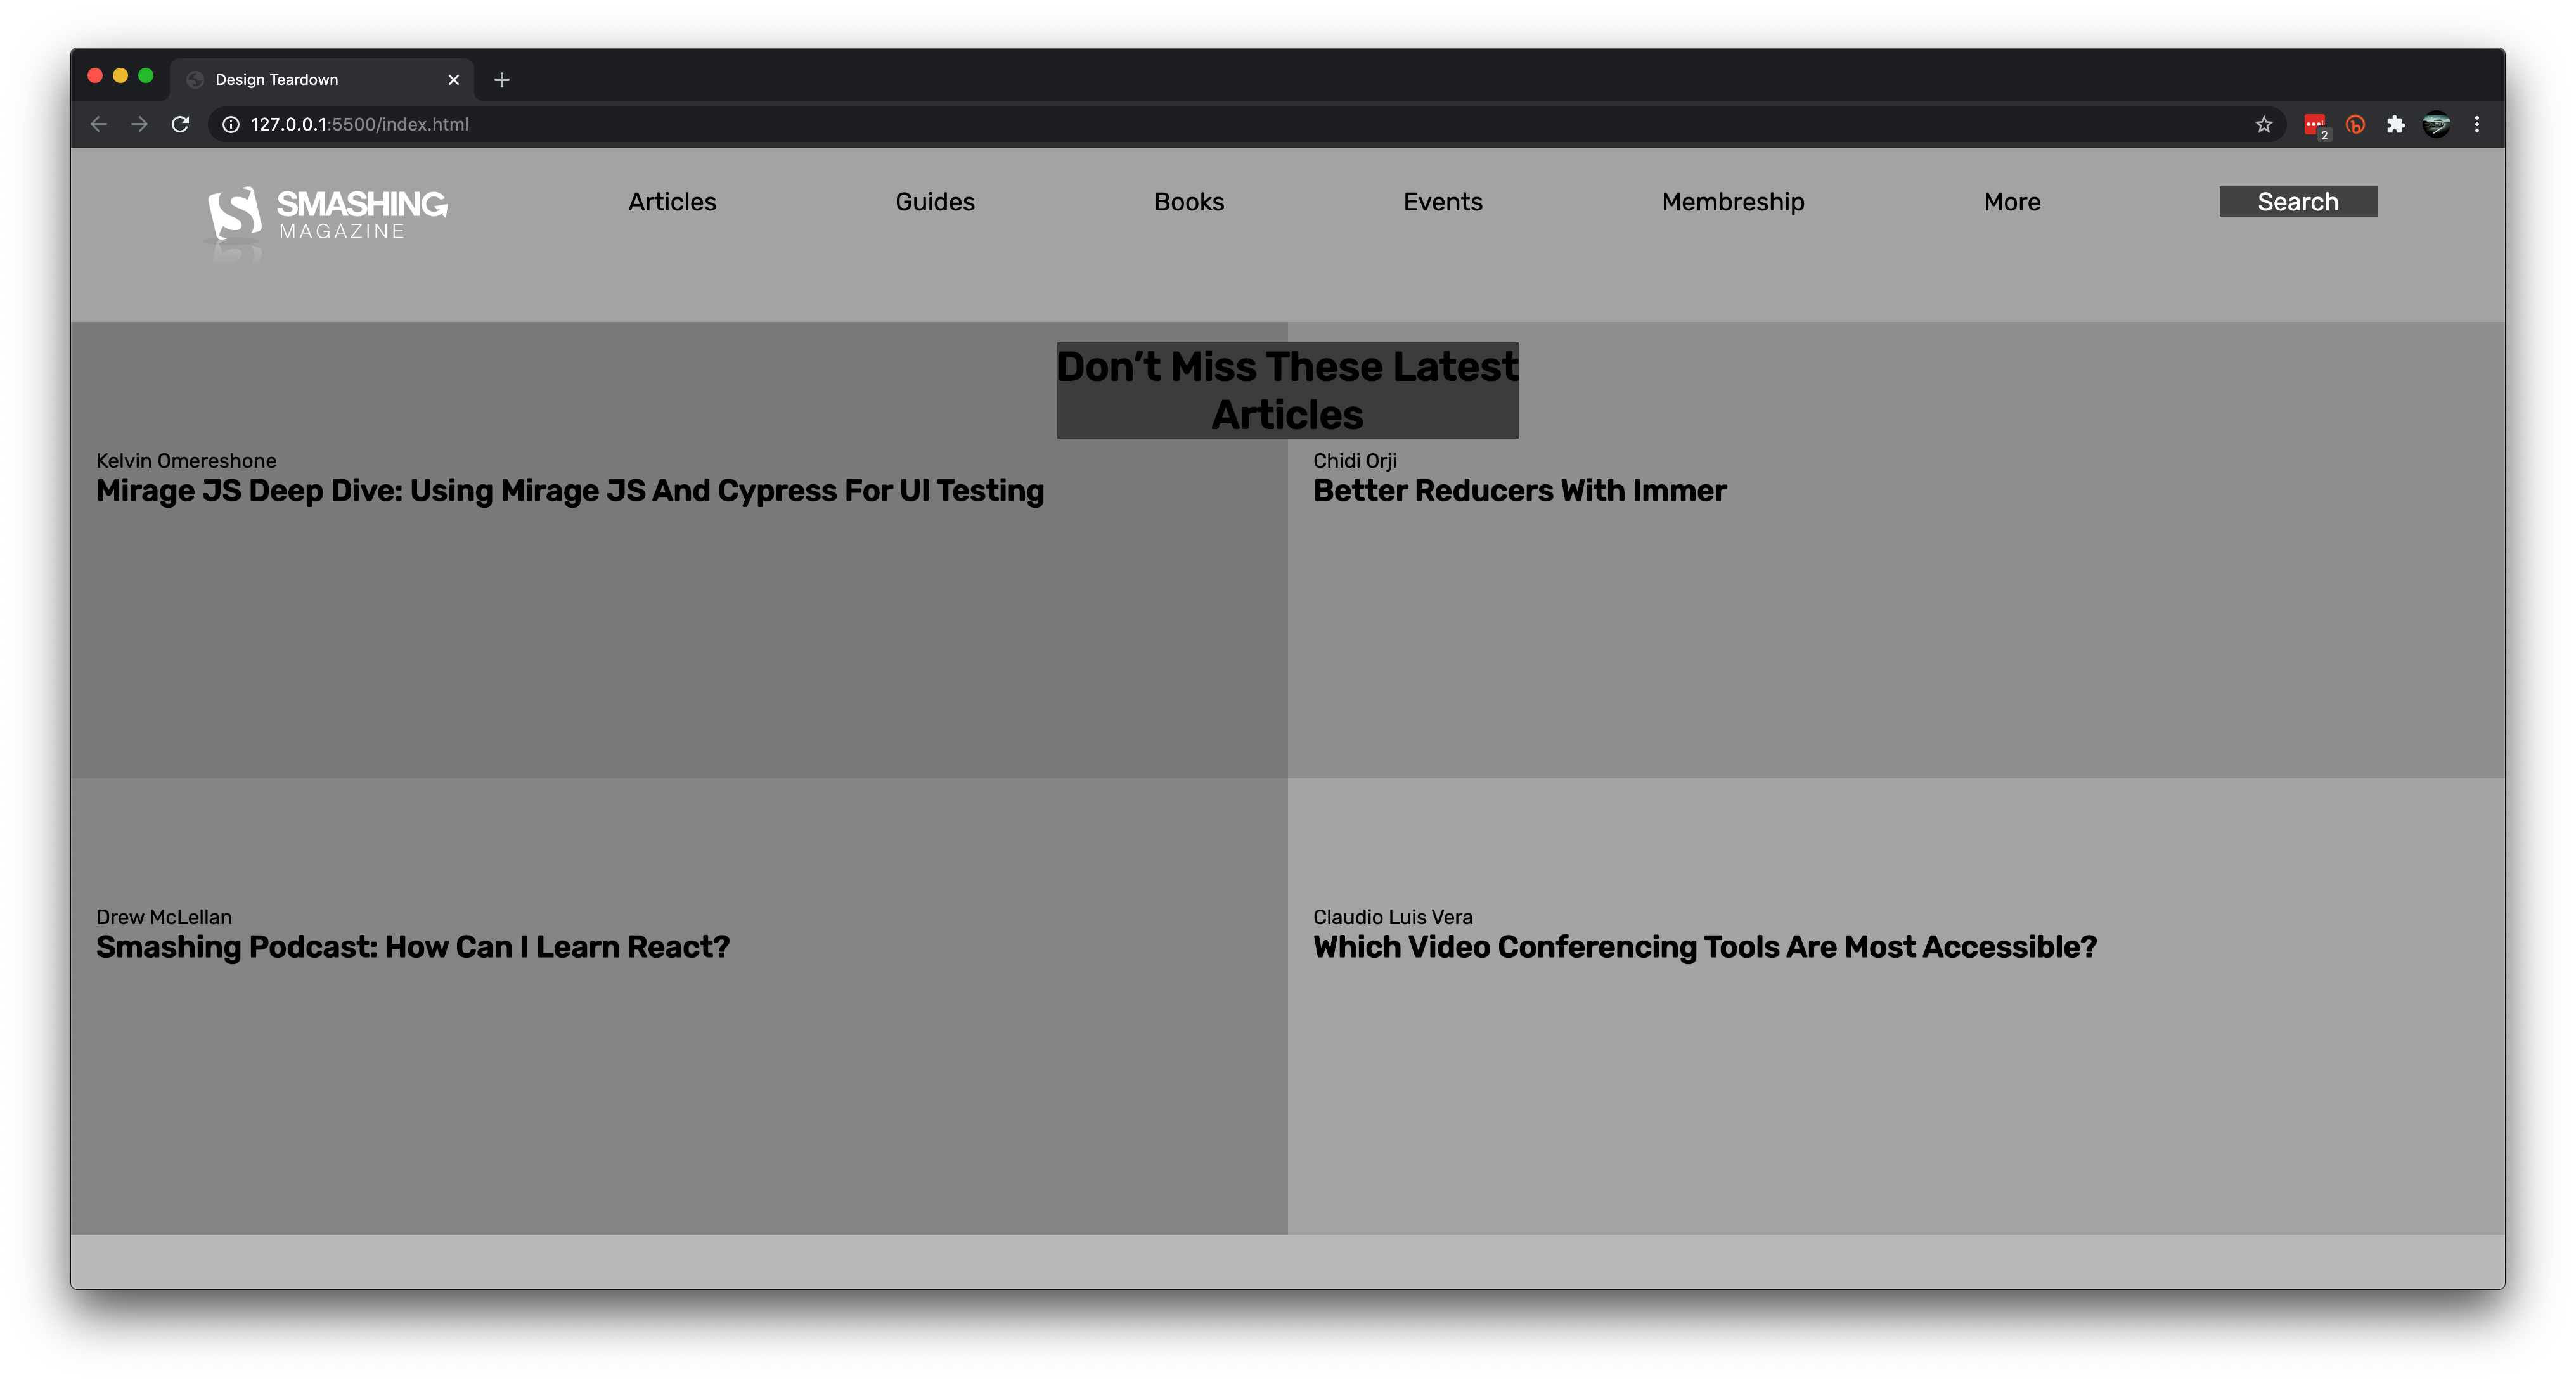 Design Teardown
127.0.0.1:5500/index.html
2
SMASHING
MAGAZINE
Articles
Guides
Books
Events
Membreship
More
Search
Don’t Miss These Latest
Articles
Kelvin Omereshone
Mirage JS Deep Dive: Using Mirage JS And Cypress For UI Testing
Chidi Orji
Better Reducers With Immer
Drew McLellan
Smashing Podcast: How Can I Learn React?
Claudio Luis Vera
Which Video Conferencing Tools Are Most Accessible?